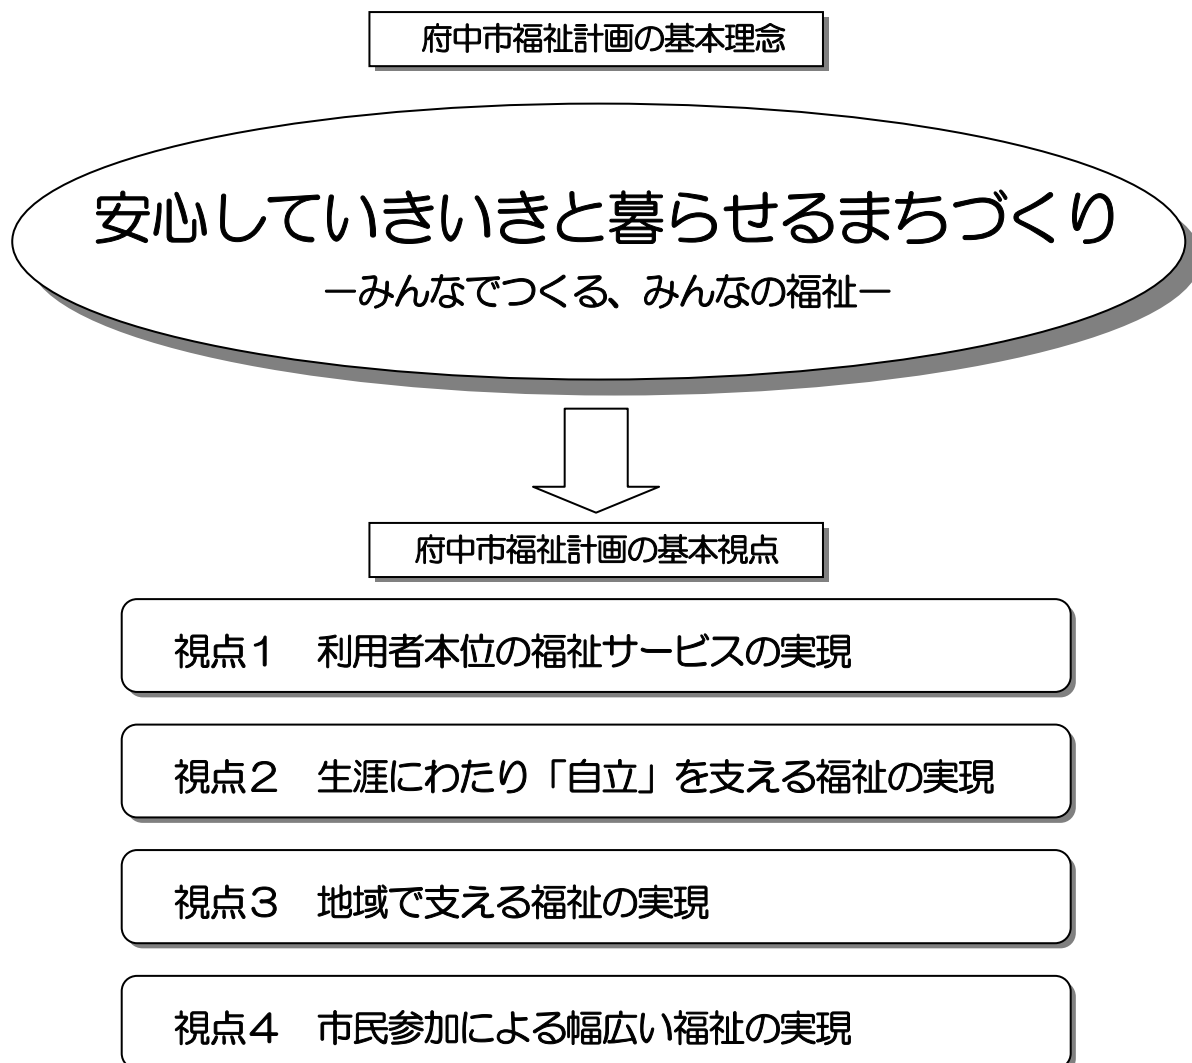 府中市福祉計画の基本理念
安心していきいきと暮らせるまちづくり
－みんなでつくる、みんなの福祉－
府中市福祉計画の基本視点
視点１　利用者本位の福祉サービスの実現
視点２　生涯にわたり「自立」を支える福祉の実現
視点３　地域で支える福祉の実現
視点４　市民参加による幅広い福祉の実現